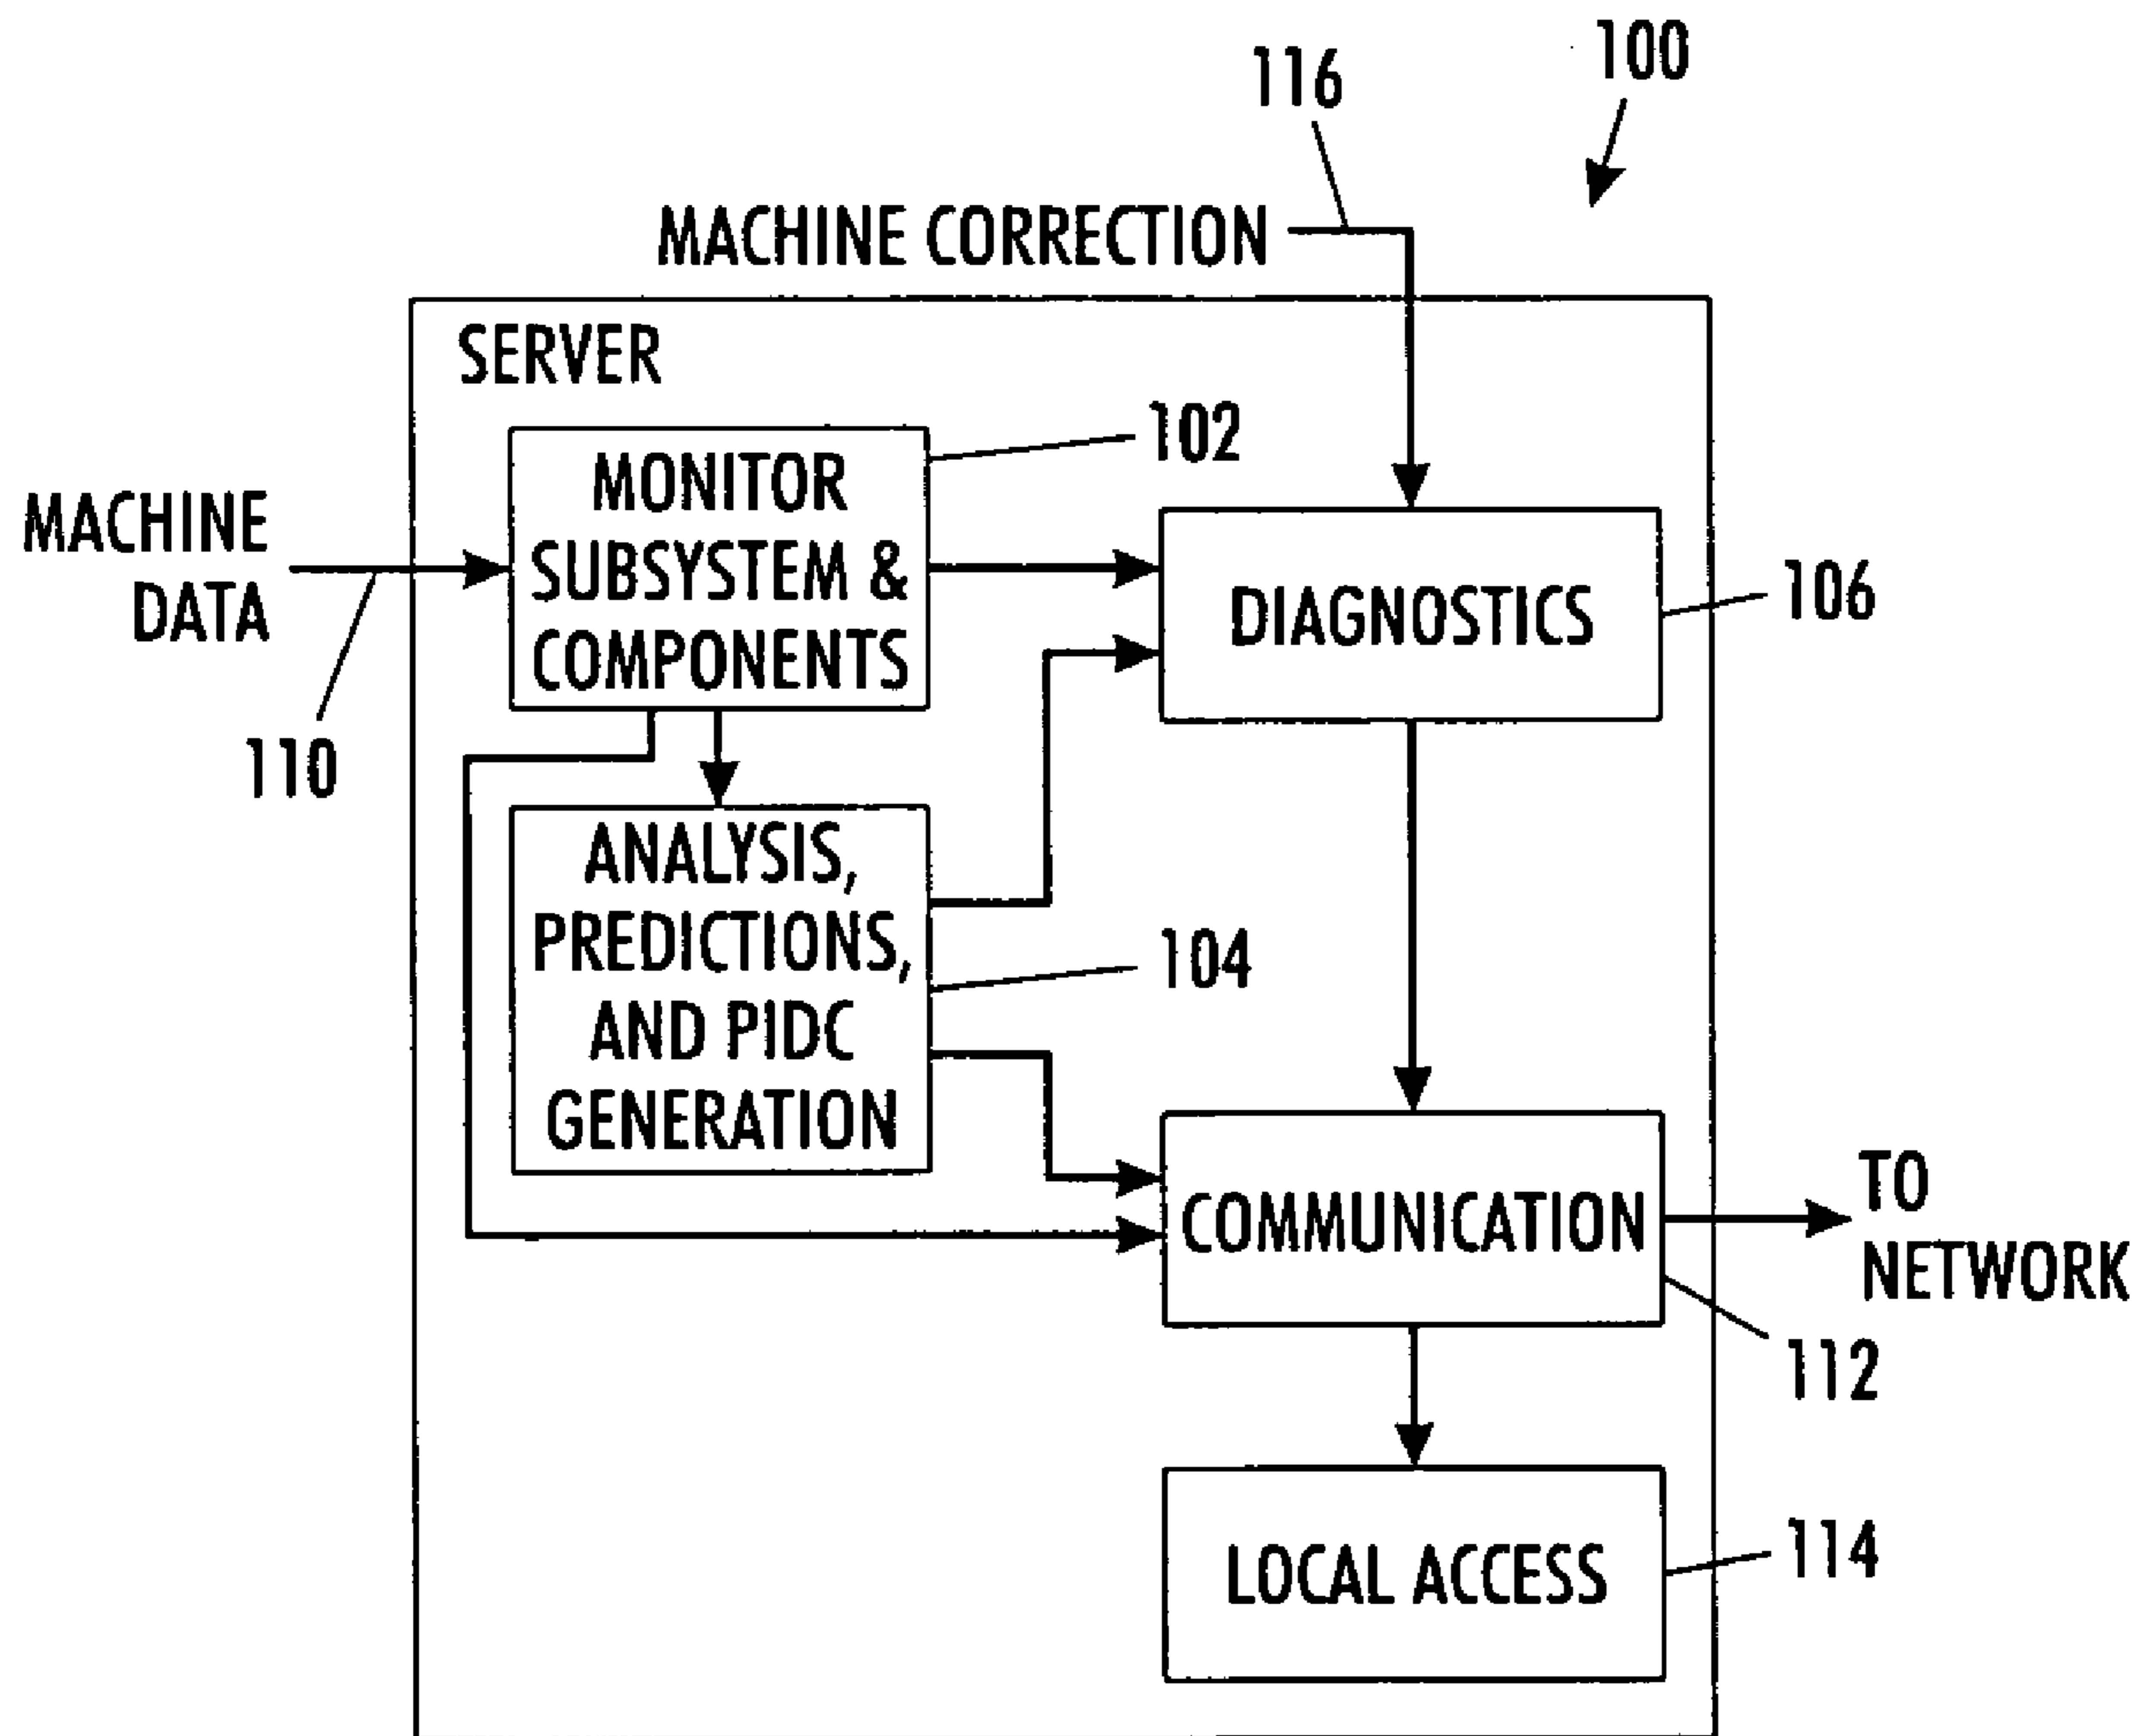 100
116
MACHINE CORRECTION
SERVER
102
MONITOR
SUBSYSTEM &
COMPONENTS
MACHINE
DATA
110
DIAGNOSTICS
106
ANALYSIS,
PREDICTIONS,
AND PIDC
GENERATION
104
COMMUNICATION
TO
NETWORK
112
LOCAL ACCESS
114